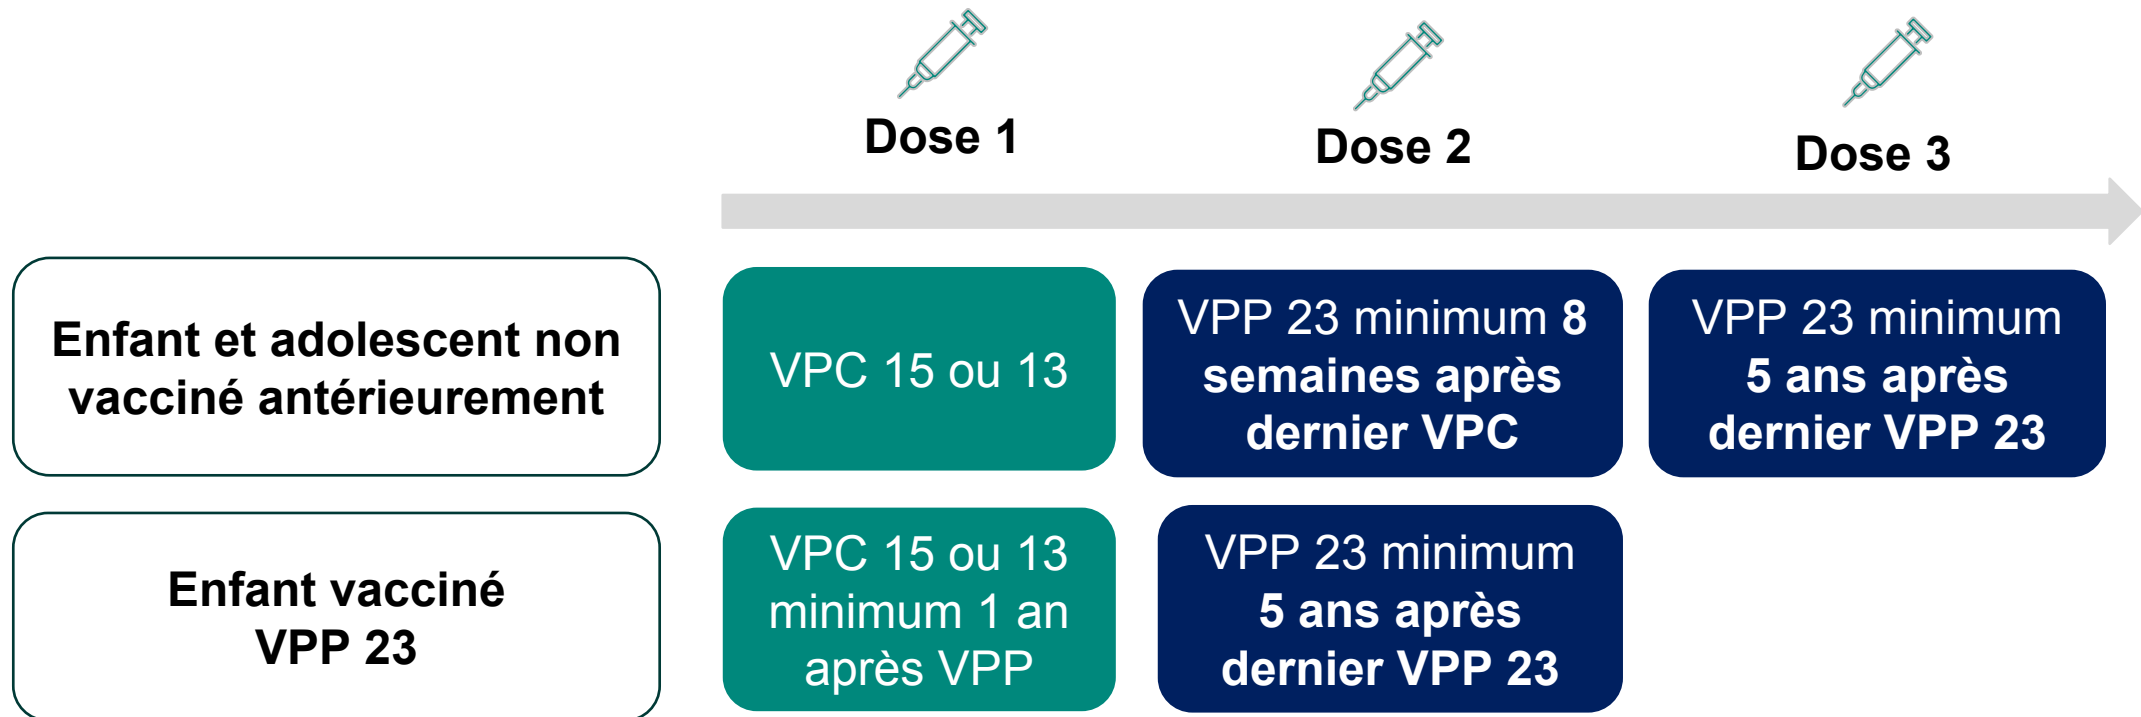 Dose 1
Dose 2
Dose 3
Enfant et adolescent non
vacciné antérieurement
VPC 15 ou 13
VPP 23 minimum 8
semaines après
dernier VPC
VPP 23 minimum
5 ans après
dernier VPP 23
Enfant vacciné
VPP 23
VPC 15 ou 13
minimum 1 an
après VPP
VPP 23 minimum
5 ans après
dernier VPP 23